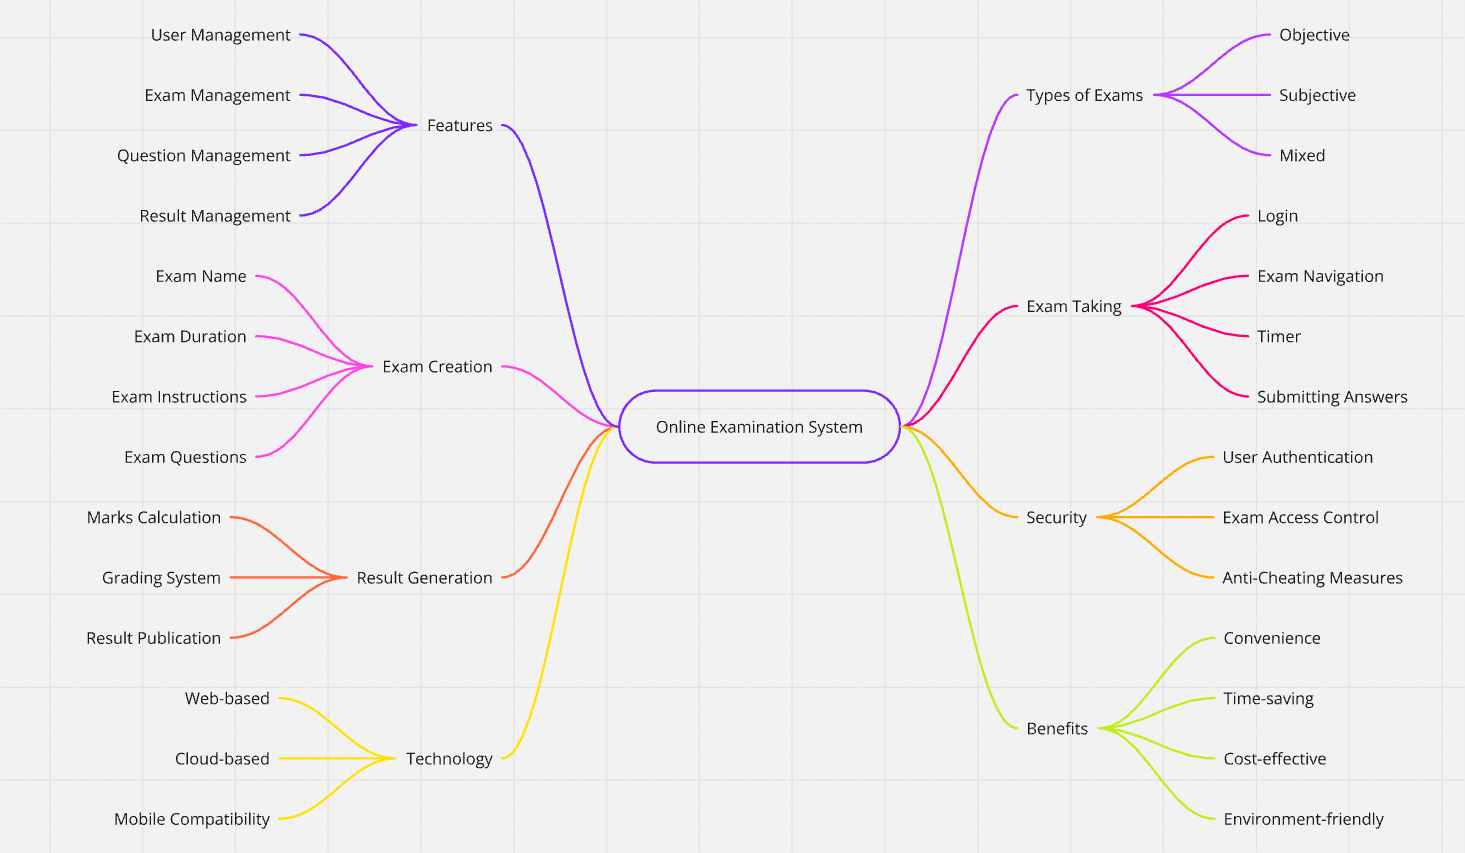 User Management
Exam Management
Question Management
Result Management
Features
Exam Name
Exam Duration
Exam Instructions
Exam Questions
Exam Creation
Marks Calculation
Grading System
Result Publication
Result Generation
Web-based
Cloud-based
Mobile Compatibility
Technology
Online Examination System
Types of Exams
Objective
Subjective
Mixed
Exam Taking
Login
Exam Navigation
Timer
Submitting Answers
Security
User Authentication
Exam Access Control
Anti-Cheating Measures
Benefits
Convenience
Time-saving
Cost-effective
Environment-friendly